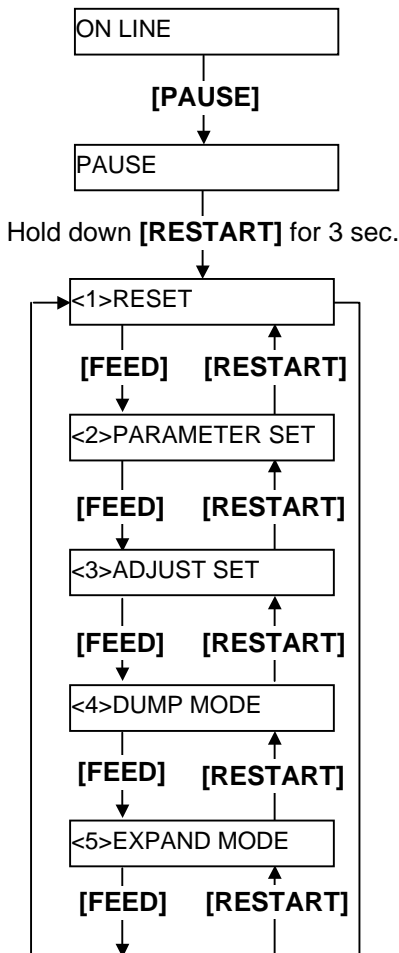 ON LINE
[PAUSE]
PAUSE
Hold down [RESTART] for 3 sec.
<1>RESET
[FEED] [RESTART]
<2>PARAMETER SET
[FEED] [RESTART]
<3>ADJUST SET
[FEED] [RESTART]
<4>DUMP MODE
[FEED] [RESTART]
<5>EXPAND MODE
[FEED] [RESTART]